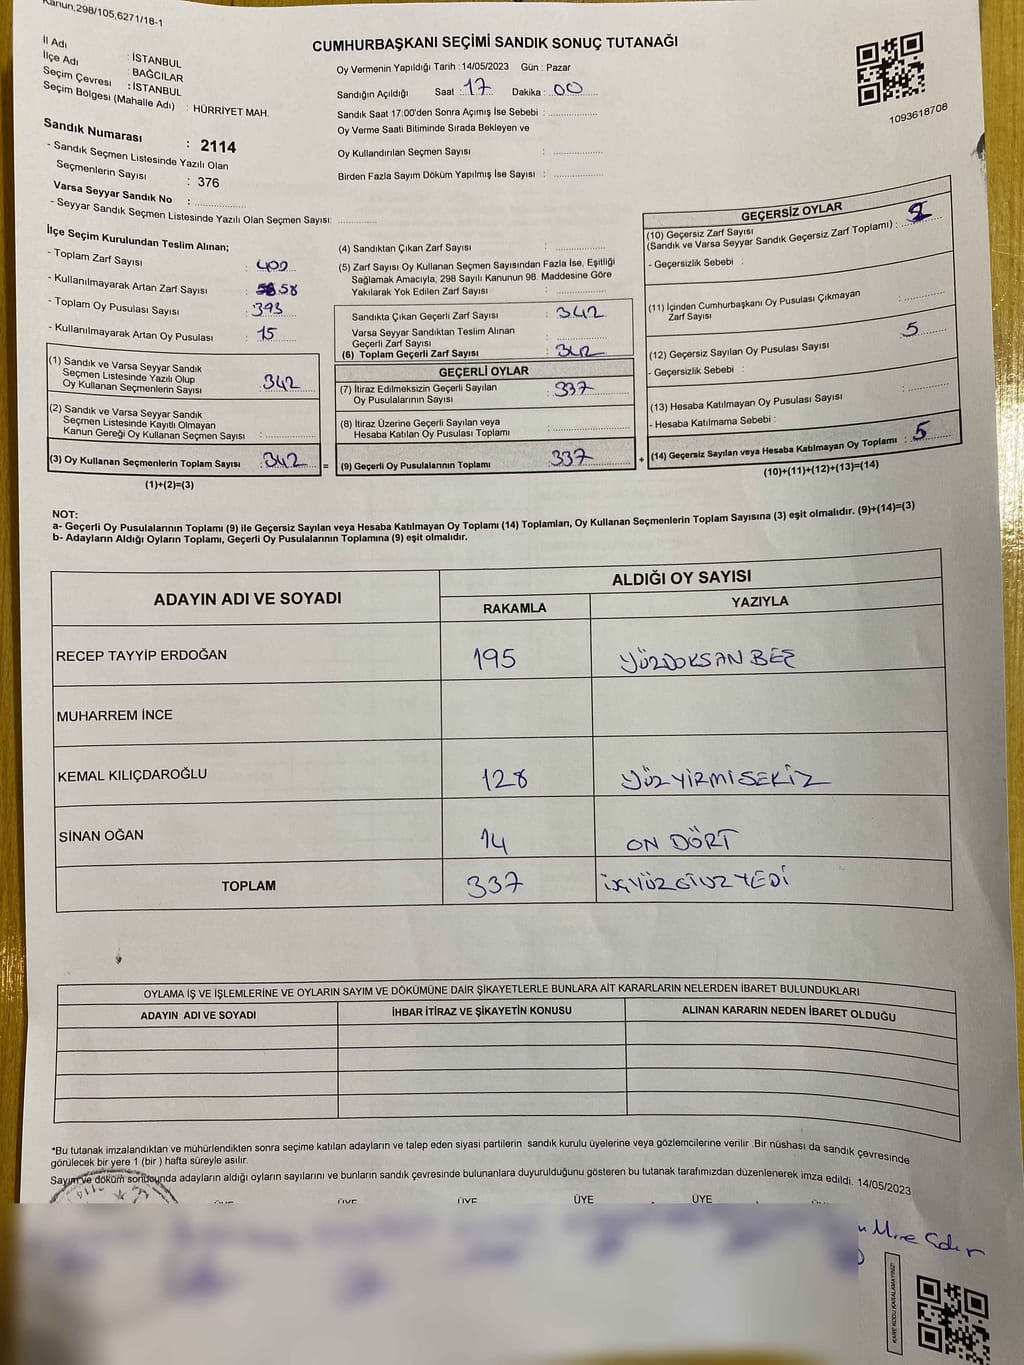 Kanun;298/105,6271/18-1
CUMHURBAŞKANI SEÇİMİ SANDIK SONUÇ TUTANAĞI
İl Adı : İSTANBUL
İlçe Adı : BAĞCILAR
Seçim Çevresi : İSTANBUL
Seçim Bölgesi (Mahalle Adı) : HÜRRİYET MAH.
Sandık Numarası : 2114
- Sandık Seçmen Listesinde Yazılı Olan
Seçmenlerin Sayısı : 376
Varsa Seyyar Sandık No :
- Seyyar Sandık Seçmen Listesinde Yazılı Olan Seçmen Sayısı:
Oy Vermenin Yapıldığı Tarih : 14/05/2023 Gün : Pazar
Sandığın Açıldığı Saat : 17 Dakika : 00
Sandık Saat 17:00'den Sonra Açımış İse Sebebi :
Oy Verme Saati Bitiminde Sırada Bekleyen ve
Oy Kullandırılan Seçmen Sayısı :
Birden Fazla Sayım Döküm Yapılmış İse Sayısı :
1093618708
İlçe Seçim Kurulundan Teslim Alınan;
- Toplam Zarf Sayısı : 400
- Kullanılmayarak Artan Zarf Sayısı : 58
- Toplam Oy Pusulası Sayısı : 393
- Kullanılmayarak Artan Oy Pusulası : 15
(1) Sandık ve Varsa Seyyar Sandık
Seçmen Listesinde Yazılı Olup
Oy Kullanan Seçmenlerin Sayısı : 342
(2) Sandık ve Varsa Seyyar Sandık
Seçmen Listesinde Kayıtlı Olmayan
Kanun Gereği Oy Kullanan Seçmen Sayısı :
(3) Oy Kullanan Seçmenlerin Toplam Sayısı : 342 =
(1)+(2)=(3)
(4) Sandıktan Çıkan Zarf Sayısı :
(5) Zarf Sayısı Oy Kullanan Seçmen Sayısından Fazla İse, Eşitliği
Sağlamak Amacıyla, 298 Sayılı Kanunun 98. Maddesine Göre
Yakılarak Yok Edilen Zarf Sayısı :
Sandıkta Çıkan Geçerli Zarf Sayısı : 342
Varsa Seyyar Sandıktan Teslim Alınan
Geçerli Zarf Sayısı :
(6) Toplam Geçerli Zarf Sayısı : 342
GEÇERLİ OYLAR
(7) İtiraz Edilmeksizin Geçerli Sayılan
Oy Pusulalarının Sayısı : 337
(8) İtiraz Üzerine Geçerli Sayılan veya
Hesaba Katılan Oy Pusulası Toplamı :
(9) Geçerli Oy Pusulalarının Toplamı : 337 +
GEÇERSİZ OYLAR
(10) Geçersiz Zarf Sayısı
(Sandık ve Varsa Seyyar Sandık Geçersiz Zarf Toplamı) :
- Geçersizlik Sebebi :
(11) İçinden Cumhurbaşkanı Oy Pusulası Çıkmayan
Zarf Sayısı :
(12) Geçersiz Sayılan Oy Pusulası Sayısı : 5
- Geçersizlik Sebebi :
(13) Hesaba Katılmayan Oy Pusulası Sayısı :
- Hesaba Katılmama Sebebi :
(14) Geçersiz Sayılan veya Hesaba Katılmayan Oy Toplamı : 5
(10)+(11)+(12)+(13)=(14)
NOT:
a- Geçerli Oy Pusulalarının Toplamı (9) ile Geçersiz Sayılan veya Hesaba Katılmayan Oy Toplamı (14) Toplamları, Oy Kullanan Seçmenlerin Toplam Sayısına (3) eşit olmalıdır. (9)+(14)=(3)
b- Adayların Aldığı Oyların Toplamı, Geçerli Oy Pusulalarının Toplamına (9) eşit olmalıdır.
ADAYIN ADI VE SOYADI
ALDIĞI OY SAYISI
RAKAMLA YAZIYLA
RECEP TAYYİP ERDOĞAN 195 YÜZDOKSAN BEŞ
MUHARREM İNCE
KEMAL KILIÇDAROĞLU 128 YÜZ YİRMİSEKİZ
SİNAN OĞAN 14 ON DÖRT
TOPLAM 337 ÜÇYÜZ OTUZ YEDİ
OYLAMA İŞ VE İŞLEMLERİNE VE OYLARIN SAYIM VE DÖKÜMÜNE DAİR ŞİKAYETLERLE BUNLARA AİT KARARLARIN NELERDEN İBARET BULUNDUKLARI
ADAYIN ADI VE SOYADI İHBAR İTİRAZ VE ŞİKAYETİN KONUSU ALINAN KARARIN NEDEN İBARET OLDUĞU
*Bu tutanak imzalandıktan ve mühürlendikten sonra seçime katılan adayların ve talep eden siyasi partilerin sandık kurulu üyelerine veya gözlemcilerine verilir .Bir nüshası da sandık çevresinde
görülecek bir yere 1 (bir ) hafta süreyle asılır.
Sayım ve döküm sonucunda adayların aldığı oyların sayılarını ve bunların sandık çevresinde bulunanlara duyurulduğunu gösteren bu tutanak tarafımızdan düzenlenerek imza edildi. 14/05/2023
ÜYE ÜYE ÜYE ÜYE ÜYE
KARE KODU KARALAMAYINIZ!